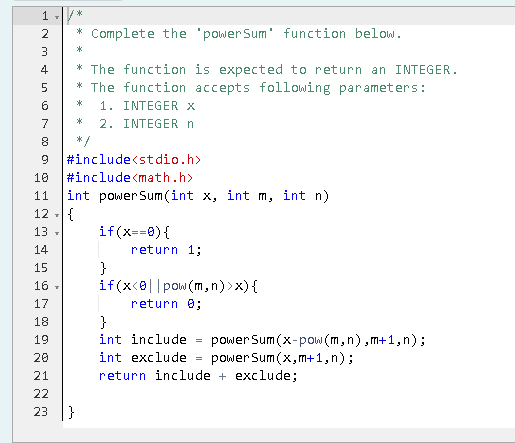 1 /*
2  * Complete the 'powerSum' function below.
3  *
4  * The function is expected to return an INTEGER.
5  * The function accepts following parameters:
6  *  1. INTEGER x
7  *  2. INTEGER n
8  */
9 #include<stdio.h>
10 #include<math.h>
11 int powerSum(int x, int m, int n)
12 {
13     if(x==0){
14         return 1;
15     }
16     if(x<0||pow(m,n)>x){
17         return 0;
18     }
19     int include = powerSum(x-pow(m,n),m+1,n);
20     int exclude = powerSum(x,m+1,n);
21     return include + exclude;
22
23 }